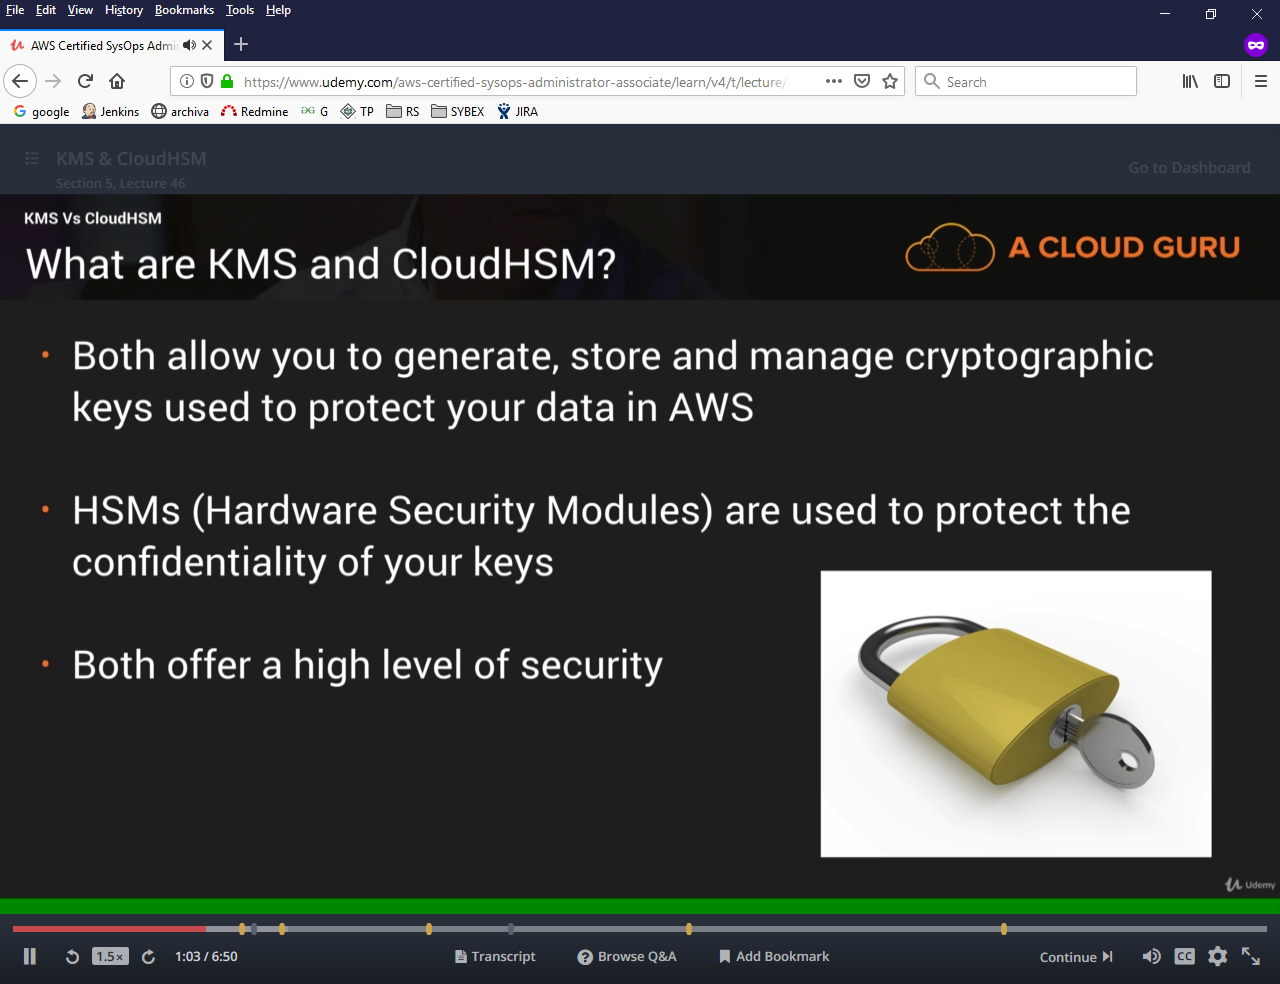 File Edit View History Bookmarks Tools Help
AWS Certified SysOps Admi
https://www.udemy.com/aws-certified-sysops-administrator-associate/learn/v4/t/lecture/
Search
google Jenkins archiva Redmine G TP RS SYBEX JIRA
KMS & CloudHSM
Section 5, Lecture 46
Go to Dashboard
KMS Vs CloudHSM
What are KMS and CloudHSM?
A CLOUD GURU
• Both allow you to generate, store and manage cryptographic
keys used to protect your data in AWS
• HSMs (Hardware Security Modules) are used to protect the
confidentiality of your keys
• Both offer a high level of security
Udemy
1.5× 1:03 / 6:50 Transcript Browse Q&A Add Bookmark Continue CC